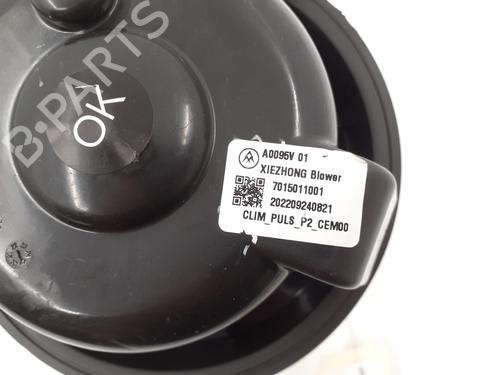 B-PARTS
OK
A0095V 01
XIEZHONG Blower
7015011001
202209240821
CLIM_PULS_P2_CEM00